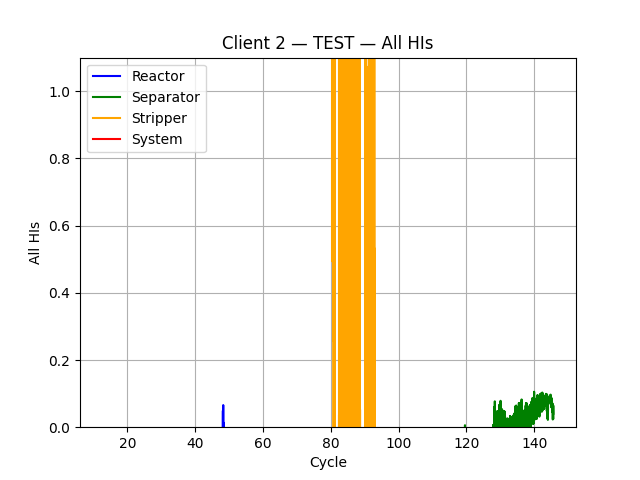 Client 2 — TEST — All HIs
All HIs
1.0
0.8
0.6
0.4
0.2
0.0
Reactor
Separator
Stripper
System
20 40 60 80 100 120 140
Cycle